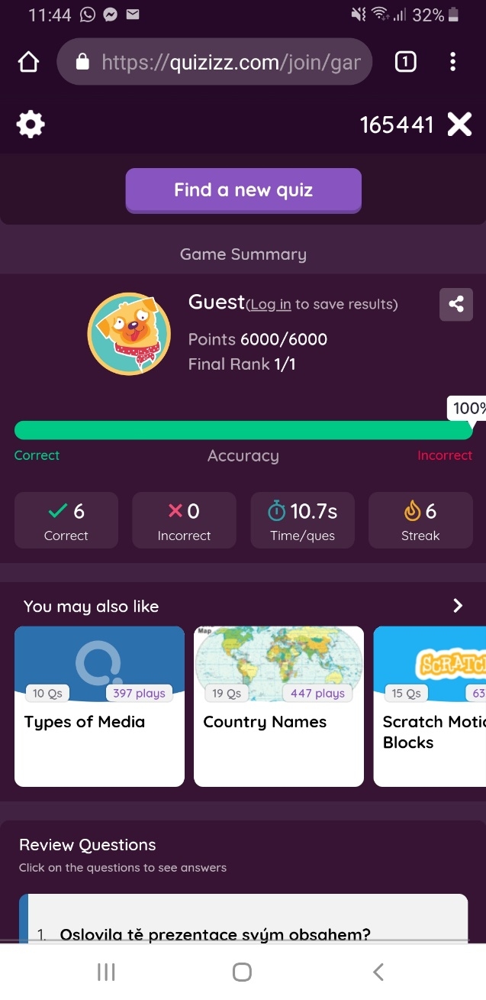 11:44 32%
https://quizizz.com/join/gar 1
165441
Find a new quiz
Game Summary
Guest(Log in to save results)
Points 6000/6000
Final Rank 1/1
100%
Correct Accuracy Incorrect
6 0 10.7s 6
Correct Incorrect Time/ques Streak
You may also like
Map SCRATC
10 Qs 397 plays 19 Qs 447 plays 15 Qs 63
Types of Media Country Names Scratch Motio
Blocks
Review Questions
Click on the questions to see answers
1. Oslovila tě prezentace svým obsahem?